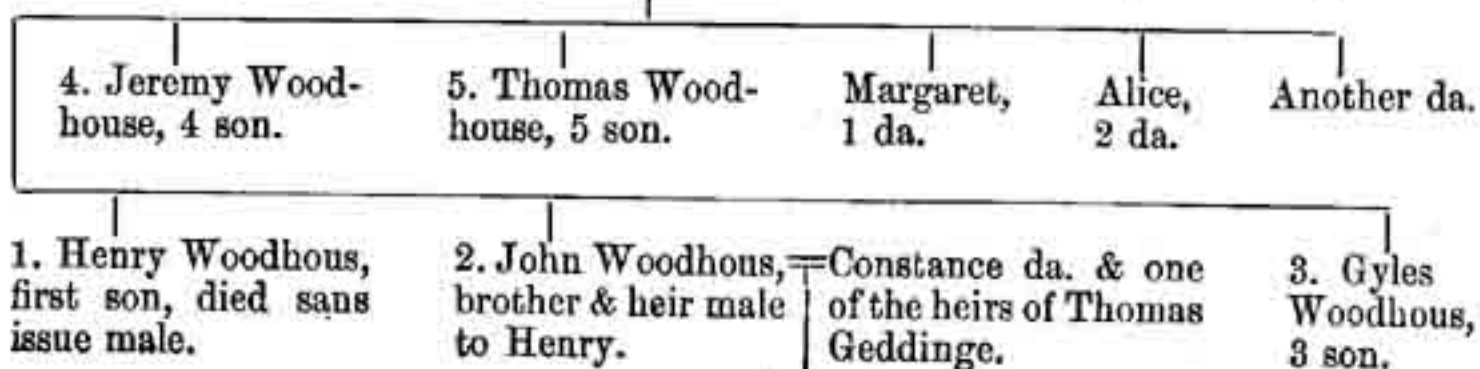 4. Jeremy Wood-
house, 4 son.
5. Thomas Wood-
house, 5 son.
Margaret,
1 da.
Alice,
2 da.
Another da.
1. Henry Woodhous,
first son, died sans
issue male.
2. John Woodhous,
brother & heir male
to Henry.
Constance da. & one
of the heirs of Thomas
Geddinge.
3. Gyles
Woodhous,
3 son.